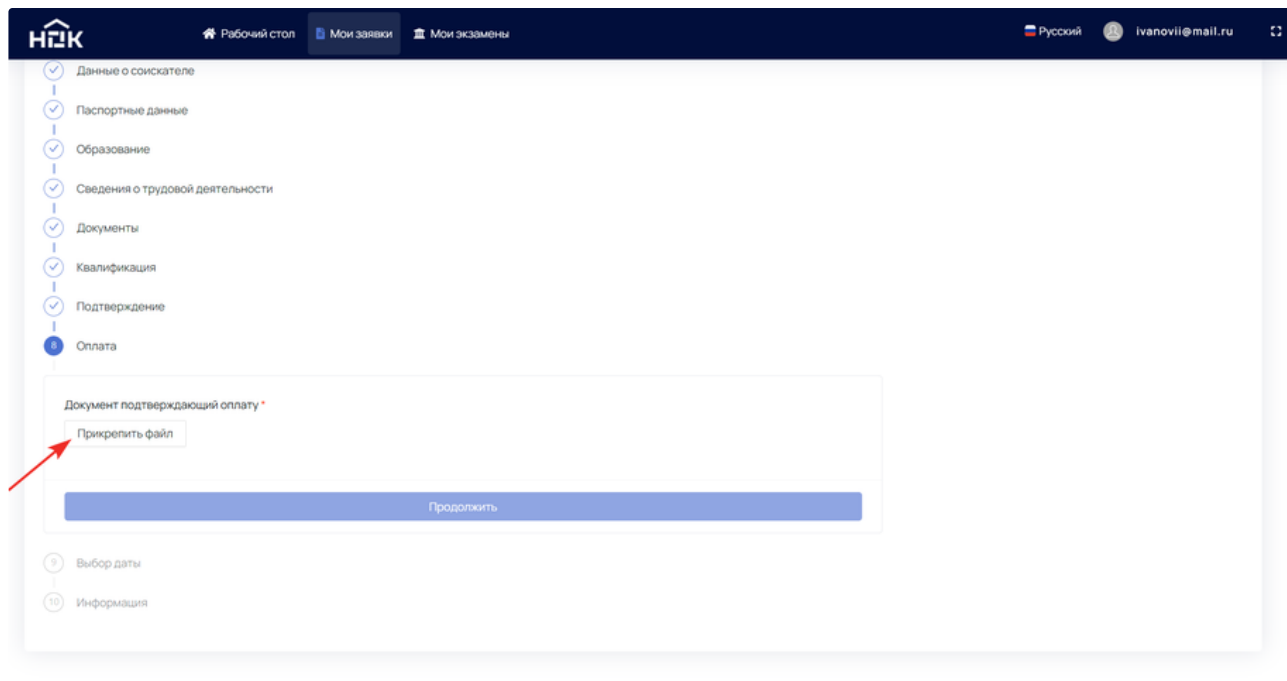 НОК Рабочий стол Мои заявки Мои экзамены Русский ivanovii@mail.ru
Данные о соискателе
Паспортные данные
Образование
Сведения о трудовой деятельности
Документы
Квалификация
Подтверждение
8 Оплата
Документ подтверждающий оплату *
Прикрепить файл
Продолжить
9 Выбор даты
10 Информация